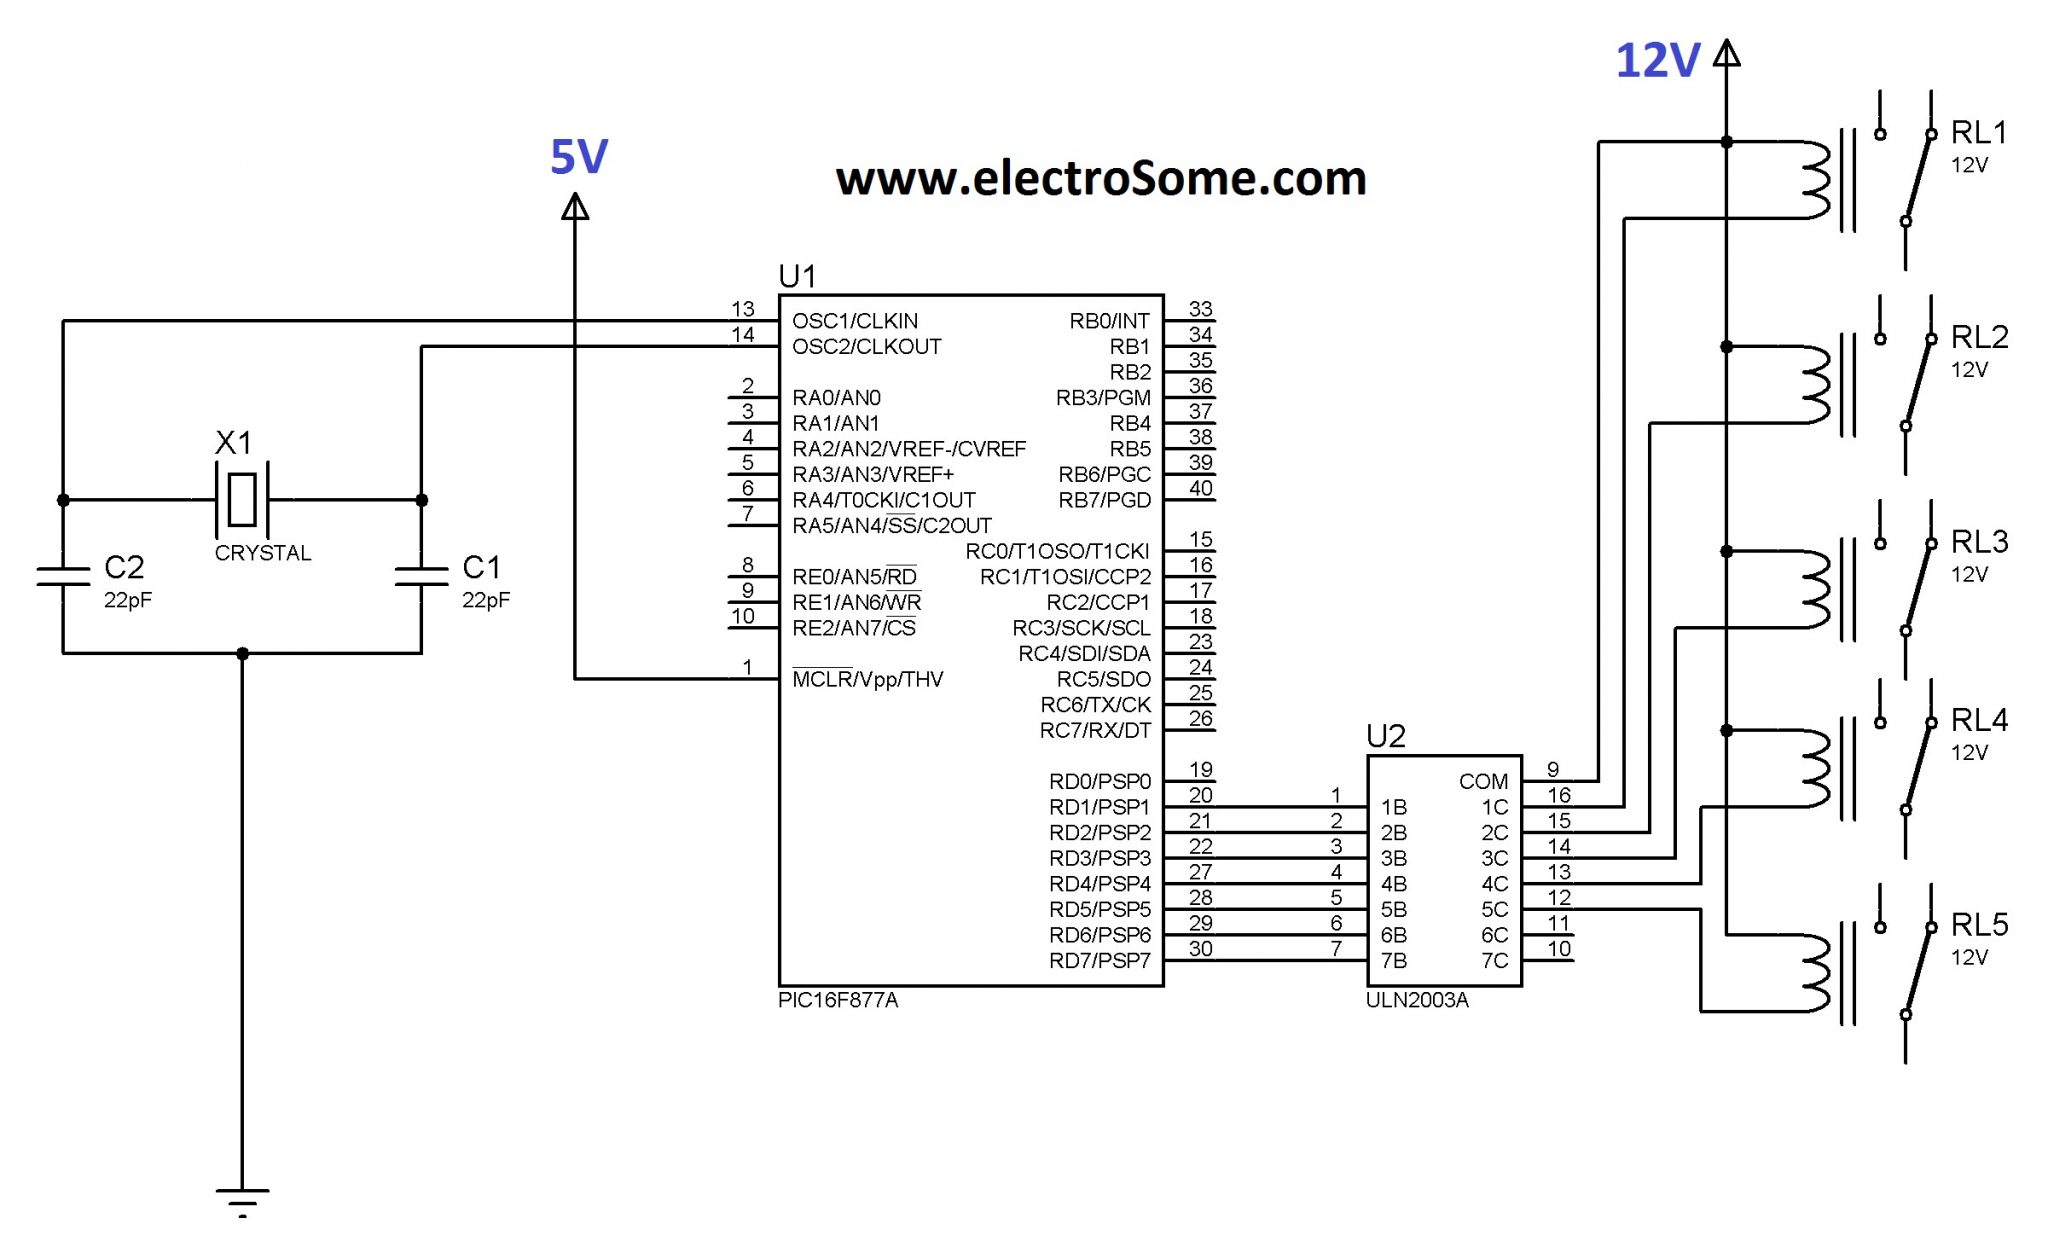 12V
5V
www.electroSome.com
X1
CRYSTAL
C2
22pF
C1
22pF
U1
13 OSC1/CLKIN
14 OSC2/CLKOUT
2 RA0/AN0
3 RA1/AN1
4 RA2/AN2/VREF-/CVREF
5 RA3/AN3/VREF+
6 RA4/T0CKI/C1OUT
7 RA5/AN4/SS/C2OUT
8 RE0/AN5/RD
9 RE1/AN6/WR
10 RE2/AN7/CS
1 MCLR/Vpp/THV
RB0/INT 33
RB1 34
RB2 35
RB3/PGM 36
RB4 37
RB5 38
RB6/PGC 39
RB7/PGD 40
RC0/T1OSO/T1CKI 15
RC1/T1OSI/CCP2 16
RC2/CCP1 17
RC3/SCK/SCL 18
RC4/SDI/SDA 23
RC5/SDO 24
RC6/TX/CK 25
RC7/RX/DT 26
RD0/PSP0 19
RD1/PSP1 20
RD2/PSP2 21
RD3/PSP3 22
RD4/PSP4 27
RD5/PSP5 28
RD6/PSP6 29
RD7/PSP7 30
PIC16F877A
U2
COM 9
1 1B 1C 16
2 2B 2C 15
3 3B 3C 14
4 4B 4C 13
5 5B 5C 12
6 6B 6C 11
7 7B 7C 10
ULN2003A
RL1
12V
RL2
12V
RL3
12V
RL4
12V
RL5
12V